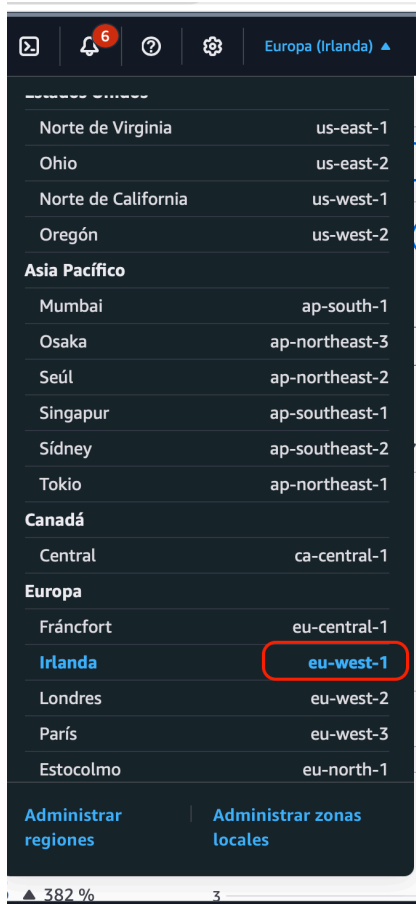 6
Europa (Irlanda) ▲
Estados Unidos
Norte de Virginia us-east-1
Ohio us-east-2
Norte de California us-west-1
Oregón us-west-2
Asia Pacífico
Mumbai ap-south-1
Osaka ap-northeast-3
Seúl ap-northeast-2
Singapur ap-southeast-1
Sídney ap-southeast-2
Tokio ap-northeast-1
Canadá
Central ca-central-1
Europa
Fráncfort eu-central-1
Irlanda eu-west-1
Londres eu-west-2
París eu-west-3
Estocolmo eu-north-1
Administrar regiones
Administrar zonas locales
▲ 382 %
3